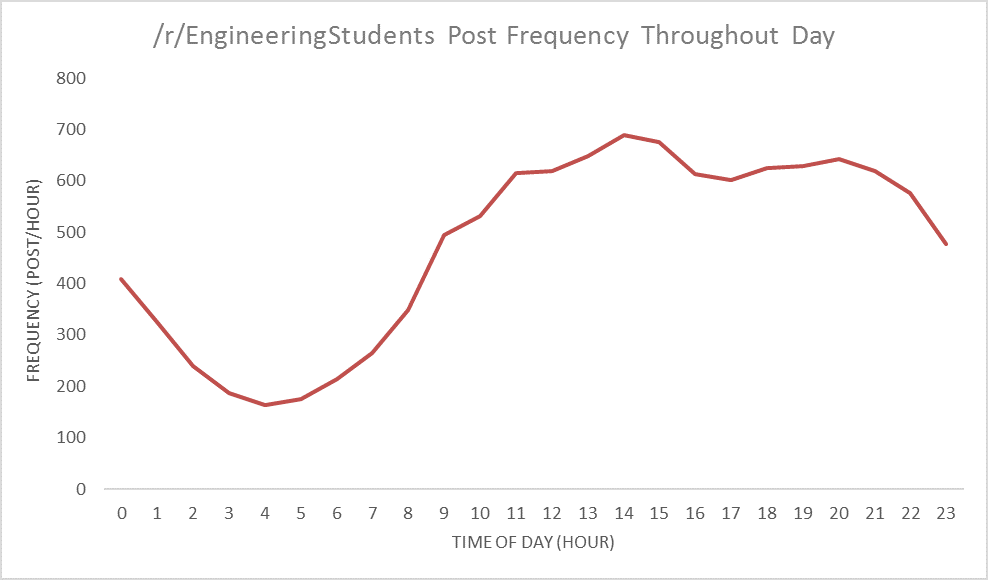 /r/EngineeringStudents Post Frequency Throughout Day
800
700
600
500
400
300
200
100
0
FREQUENCY (POST/HOUR)
0 1 2 3 4 5 6 7 8 9 10 11 12 13 14 15 16 17 18 19 20 21 22 23
TIME OF DAY (HOUR)